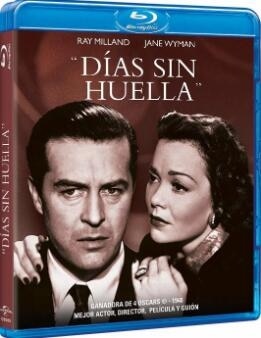 Blu-ray Disc
RAY MILLAND JANE WYMAN
"DÍAS SIN
HUELLA"
"DÍAS SIN HUELLA"
GANADORA DE 4 OSCARS
MEJOR ACTOR, DIRECTOR, PELÍCULA Y GUIÓN